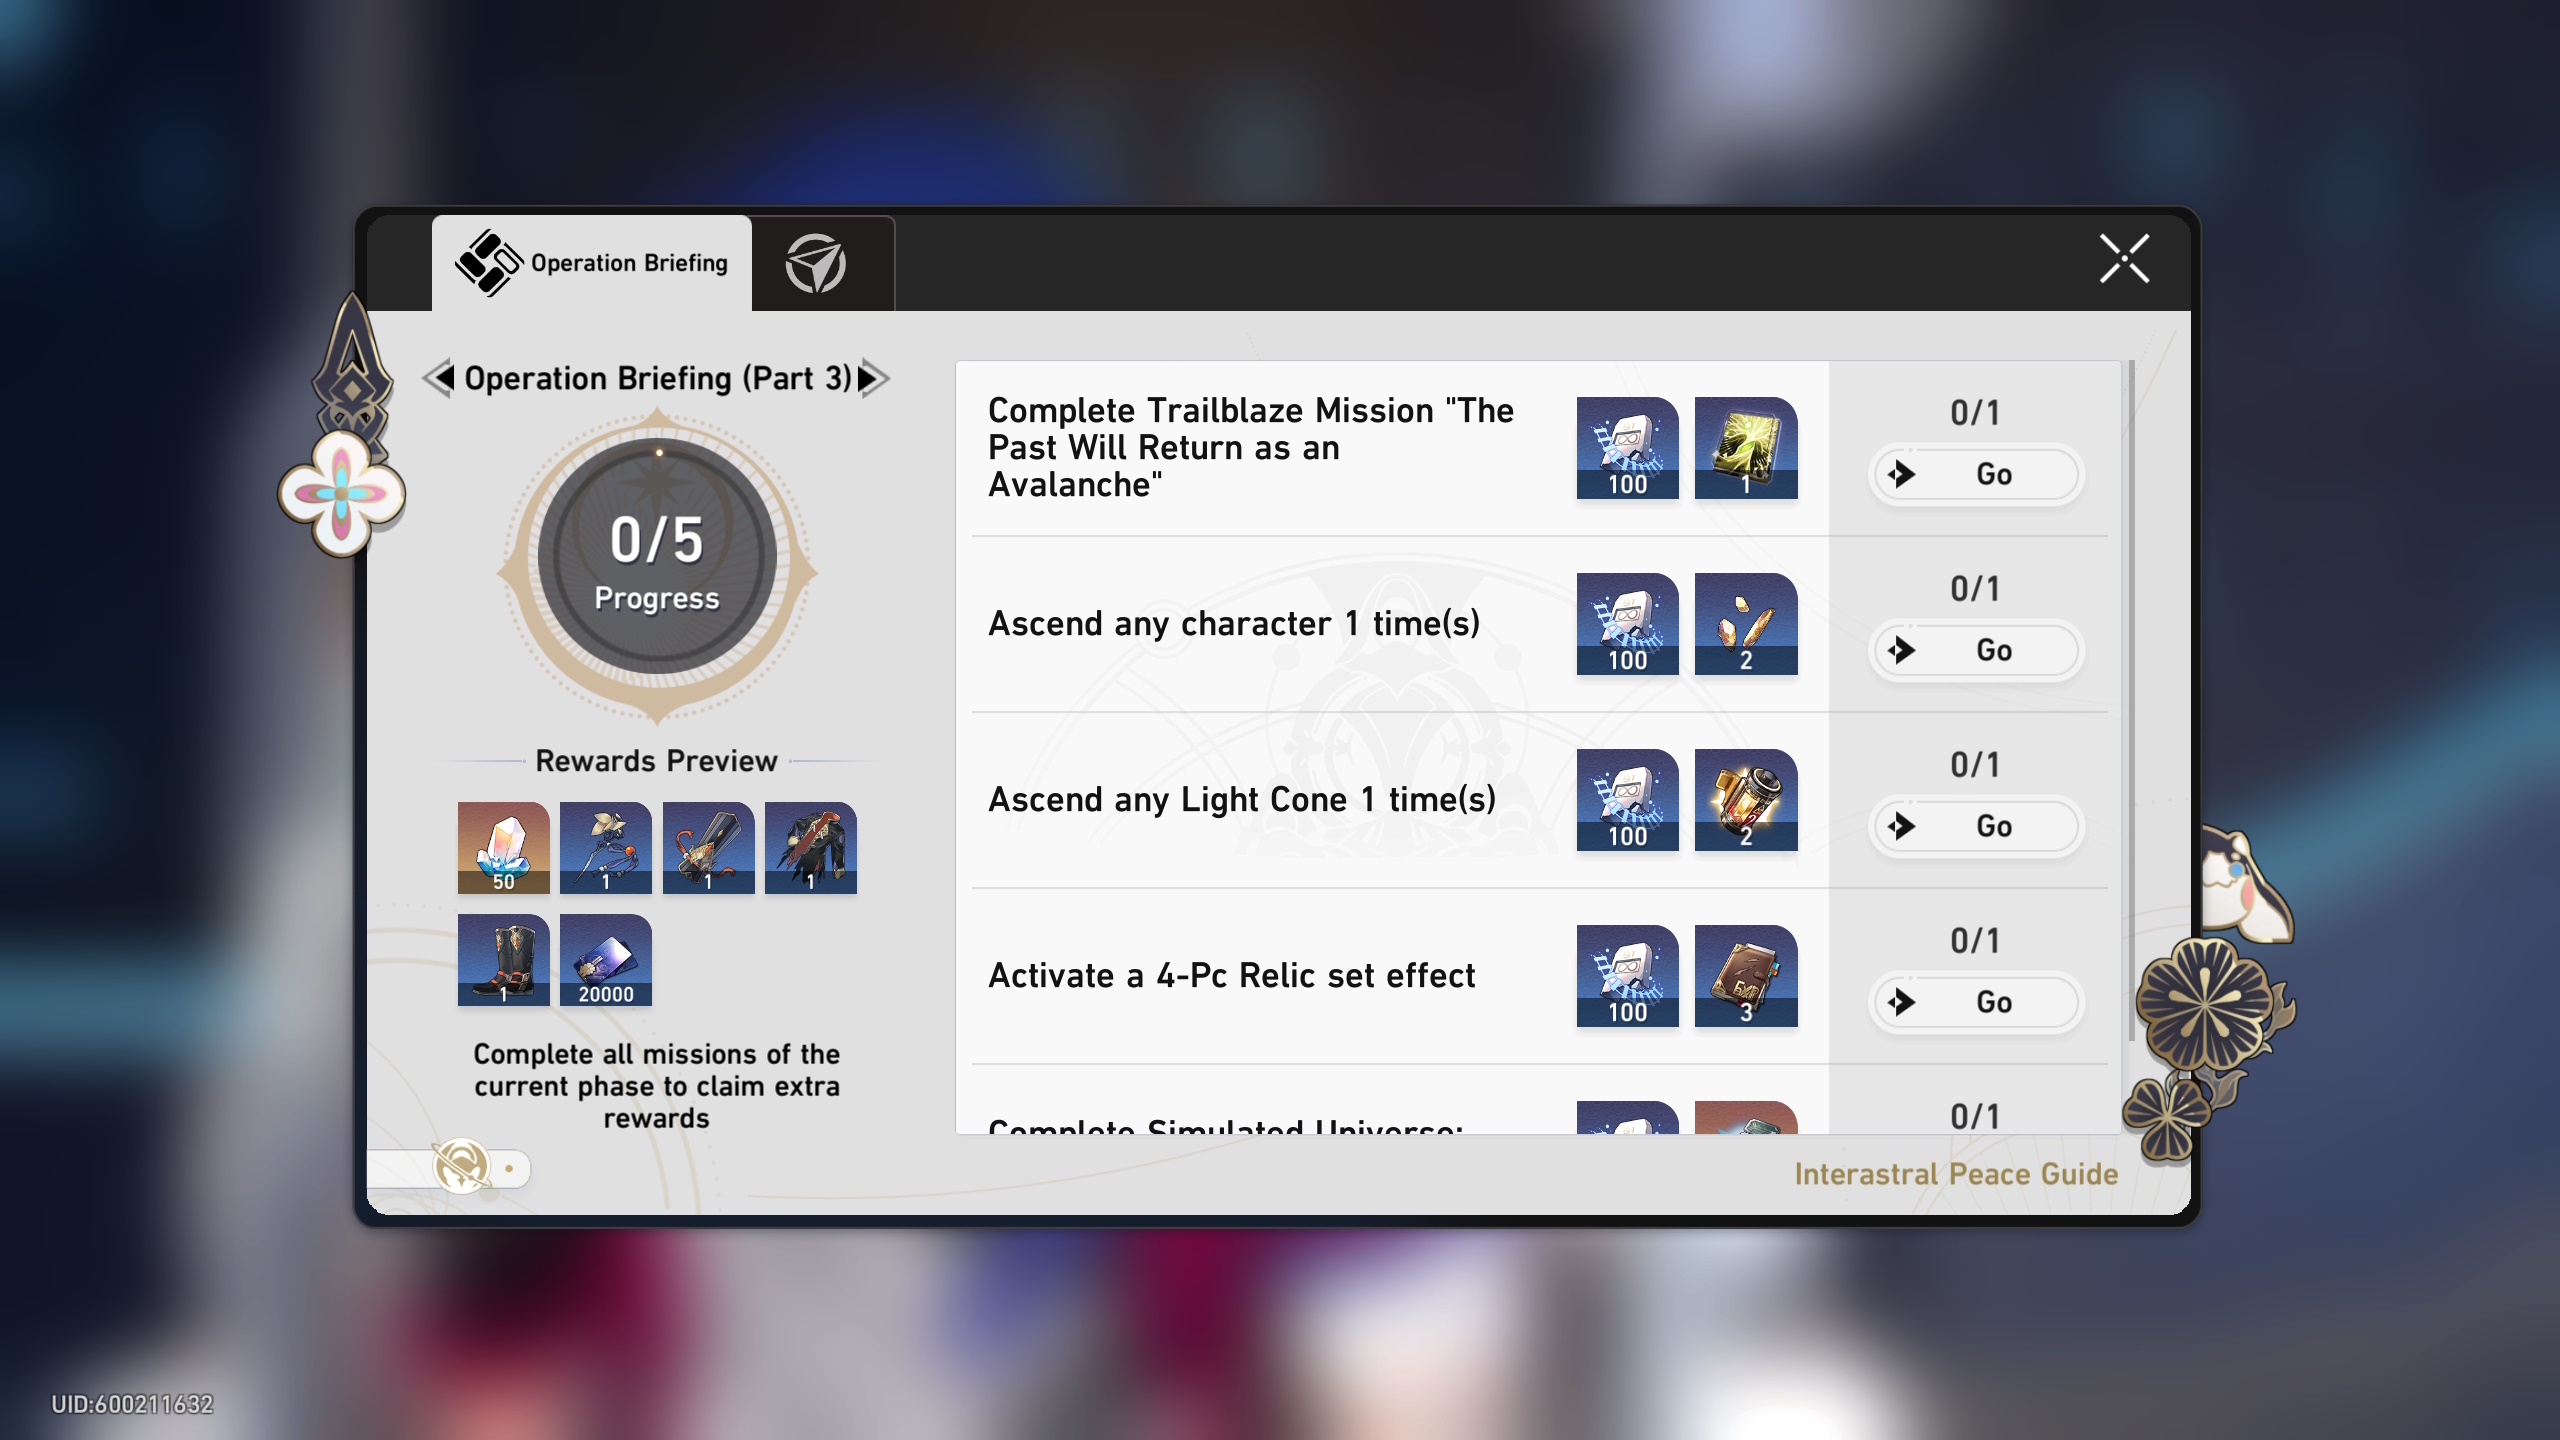 Operation Briefing
Operation Briefing (Part 3)
0/5
Progress
Rewards Preview
50
1
1
1
1
20000
Complete all missions of the
current phase to claim extra
rewards
Complete Trailblaze Mission "The
Past Will Return as an
Avalanche"
100
1
0/1
Go
Ascend any character 1 time(s)
100
2
0/1
Go
Ascend any Light Cone 1 time(s)
100
2
0/1
Go
Activate a 4-Pc Relic set effect
100
EXP
3
0/1
Go
Complete Simulated Universe:
0/1
Interastral Peace Guide
UID:600211632